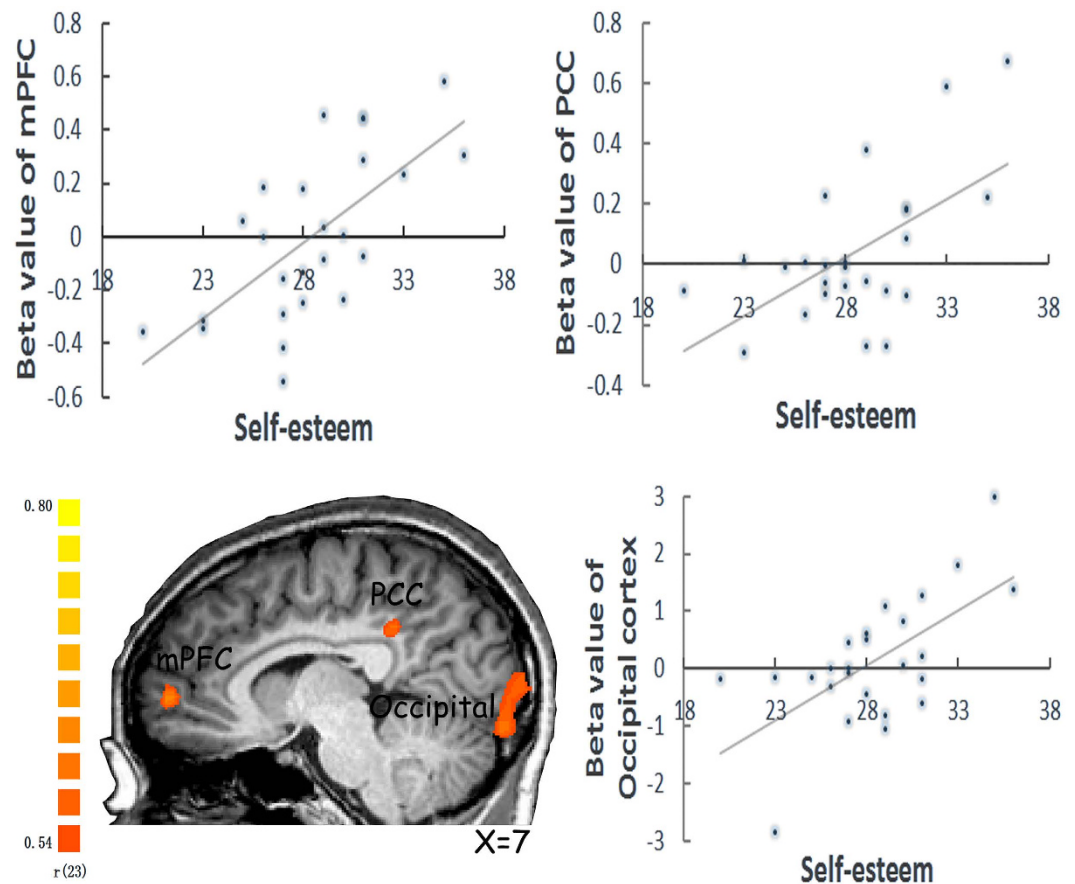 Beta value of mPFC
0.8
0.6
0.4
0.2
0
-0.2
-0.4
-0.6
18 23 28 33 38
Self-esteem
Beta value of PCC
0.8
0.6
0.4
0.2
0
-0.2
-0.4
18 23 28 33 38
Self-esteem
0.80
0.54
r(23)
mPFC
PCC
Occipital
X=7
Beta value of
Occipital cortex
3
2
1
0
-1
-2
-3
18 23 28 33 38
Self-esteem